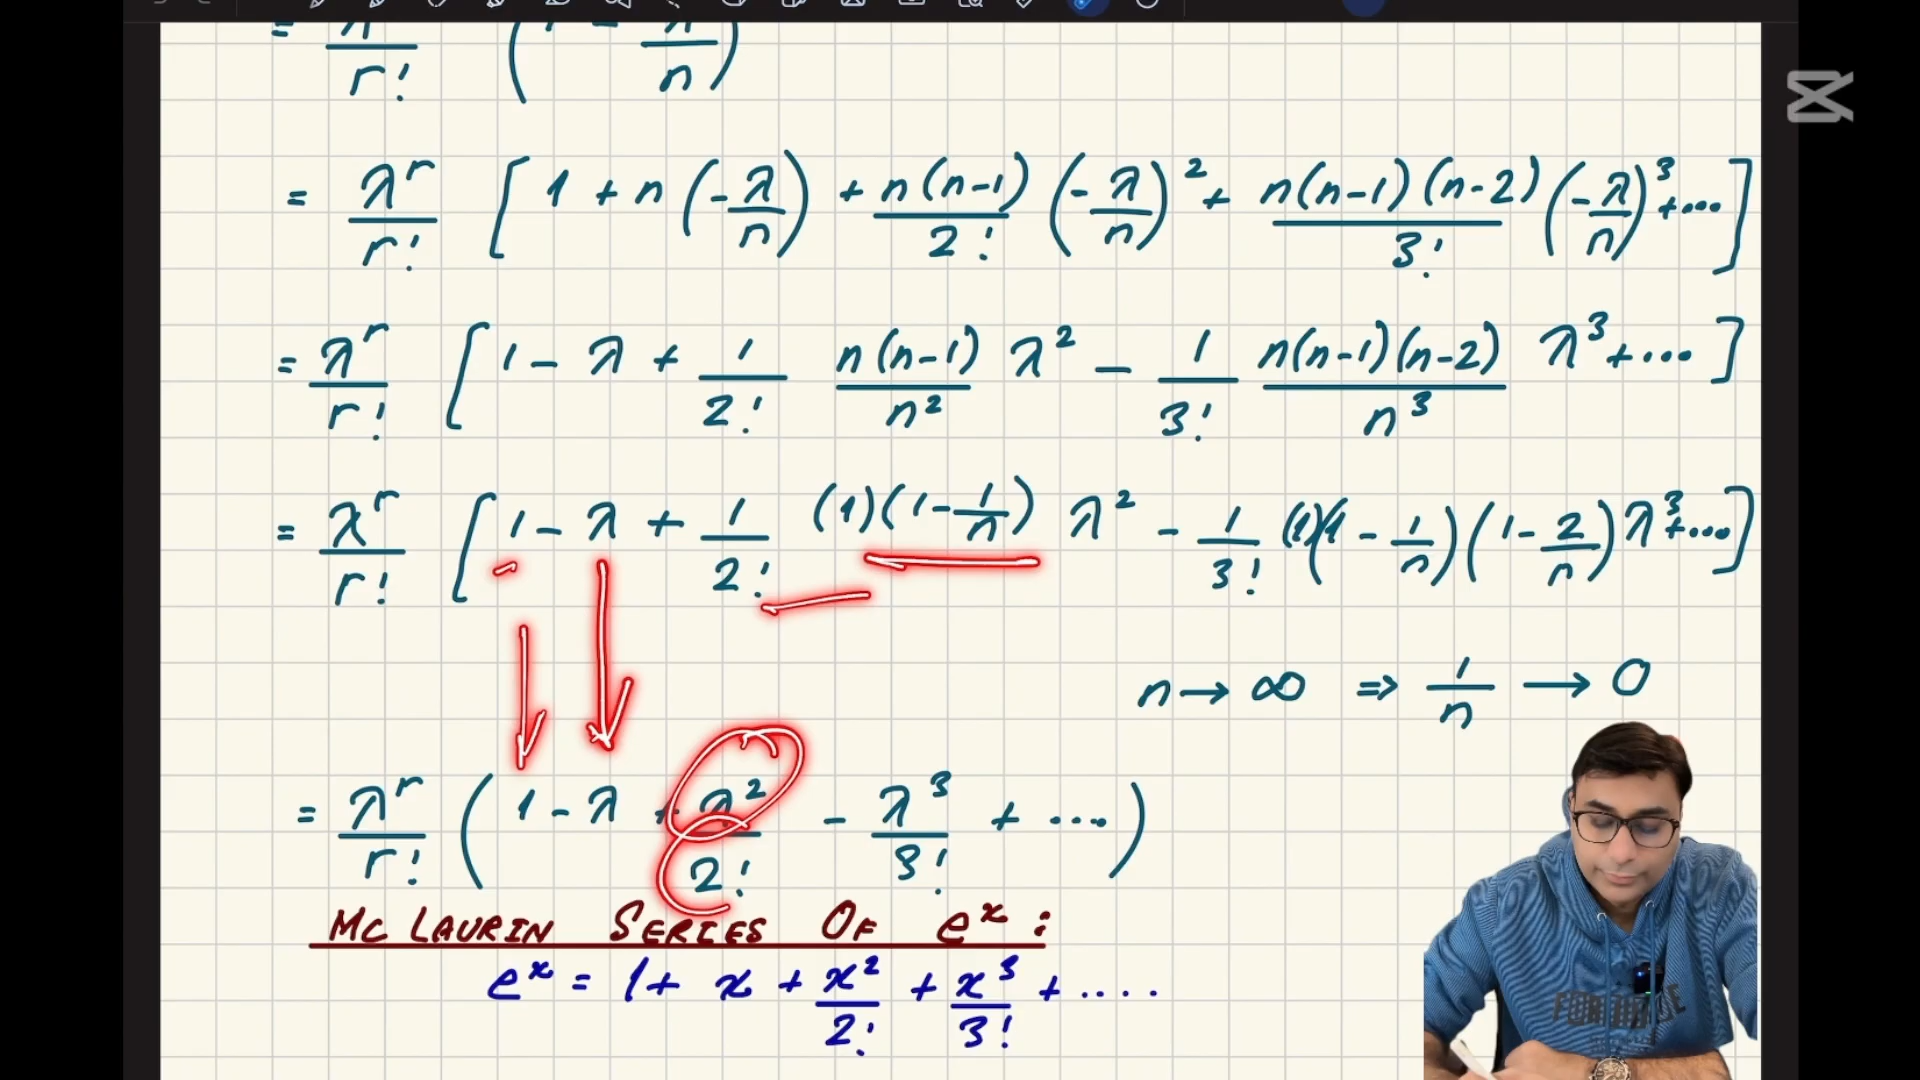 = λ^r/r! (1 - λ/n)
= λ^r/r! [ 1 + n(-λ/n) + n(n-1)/2! (-λ/n)^2 + n(n-1)(n-2)/3! (-λ/n)^3 + ... ]
= λ^r/r! [ 1 - λ + 1/2! n(n-1)/n^2 λ^2 - 1/3! n(n-1)(n-2)/n^3 λ^3 + ... ]
= λ^r/r! [ 1 - λ + 1/2! (1)(1-1/n) λ^2 - 1/3! (1)(1-1/n)(1-2/n) λ^3 + .... ]
n → ∞ ⇒ 1/n → 0
= λ^r/r! ( 1 - λ + λ^2/2! - λ^3/3! + .... )
MC LAURIN SERIES OF e^x :
e^x = 1 + x + x^2/2! + x^3/3! + ....